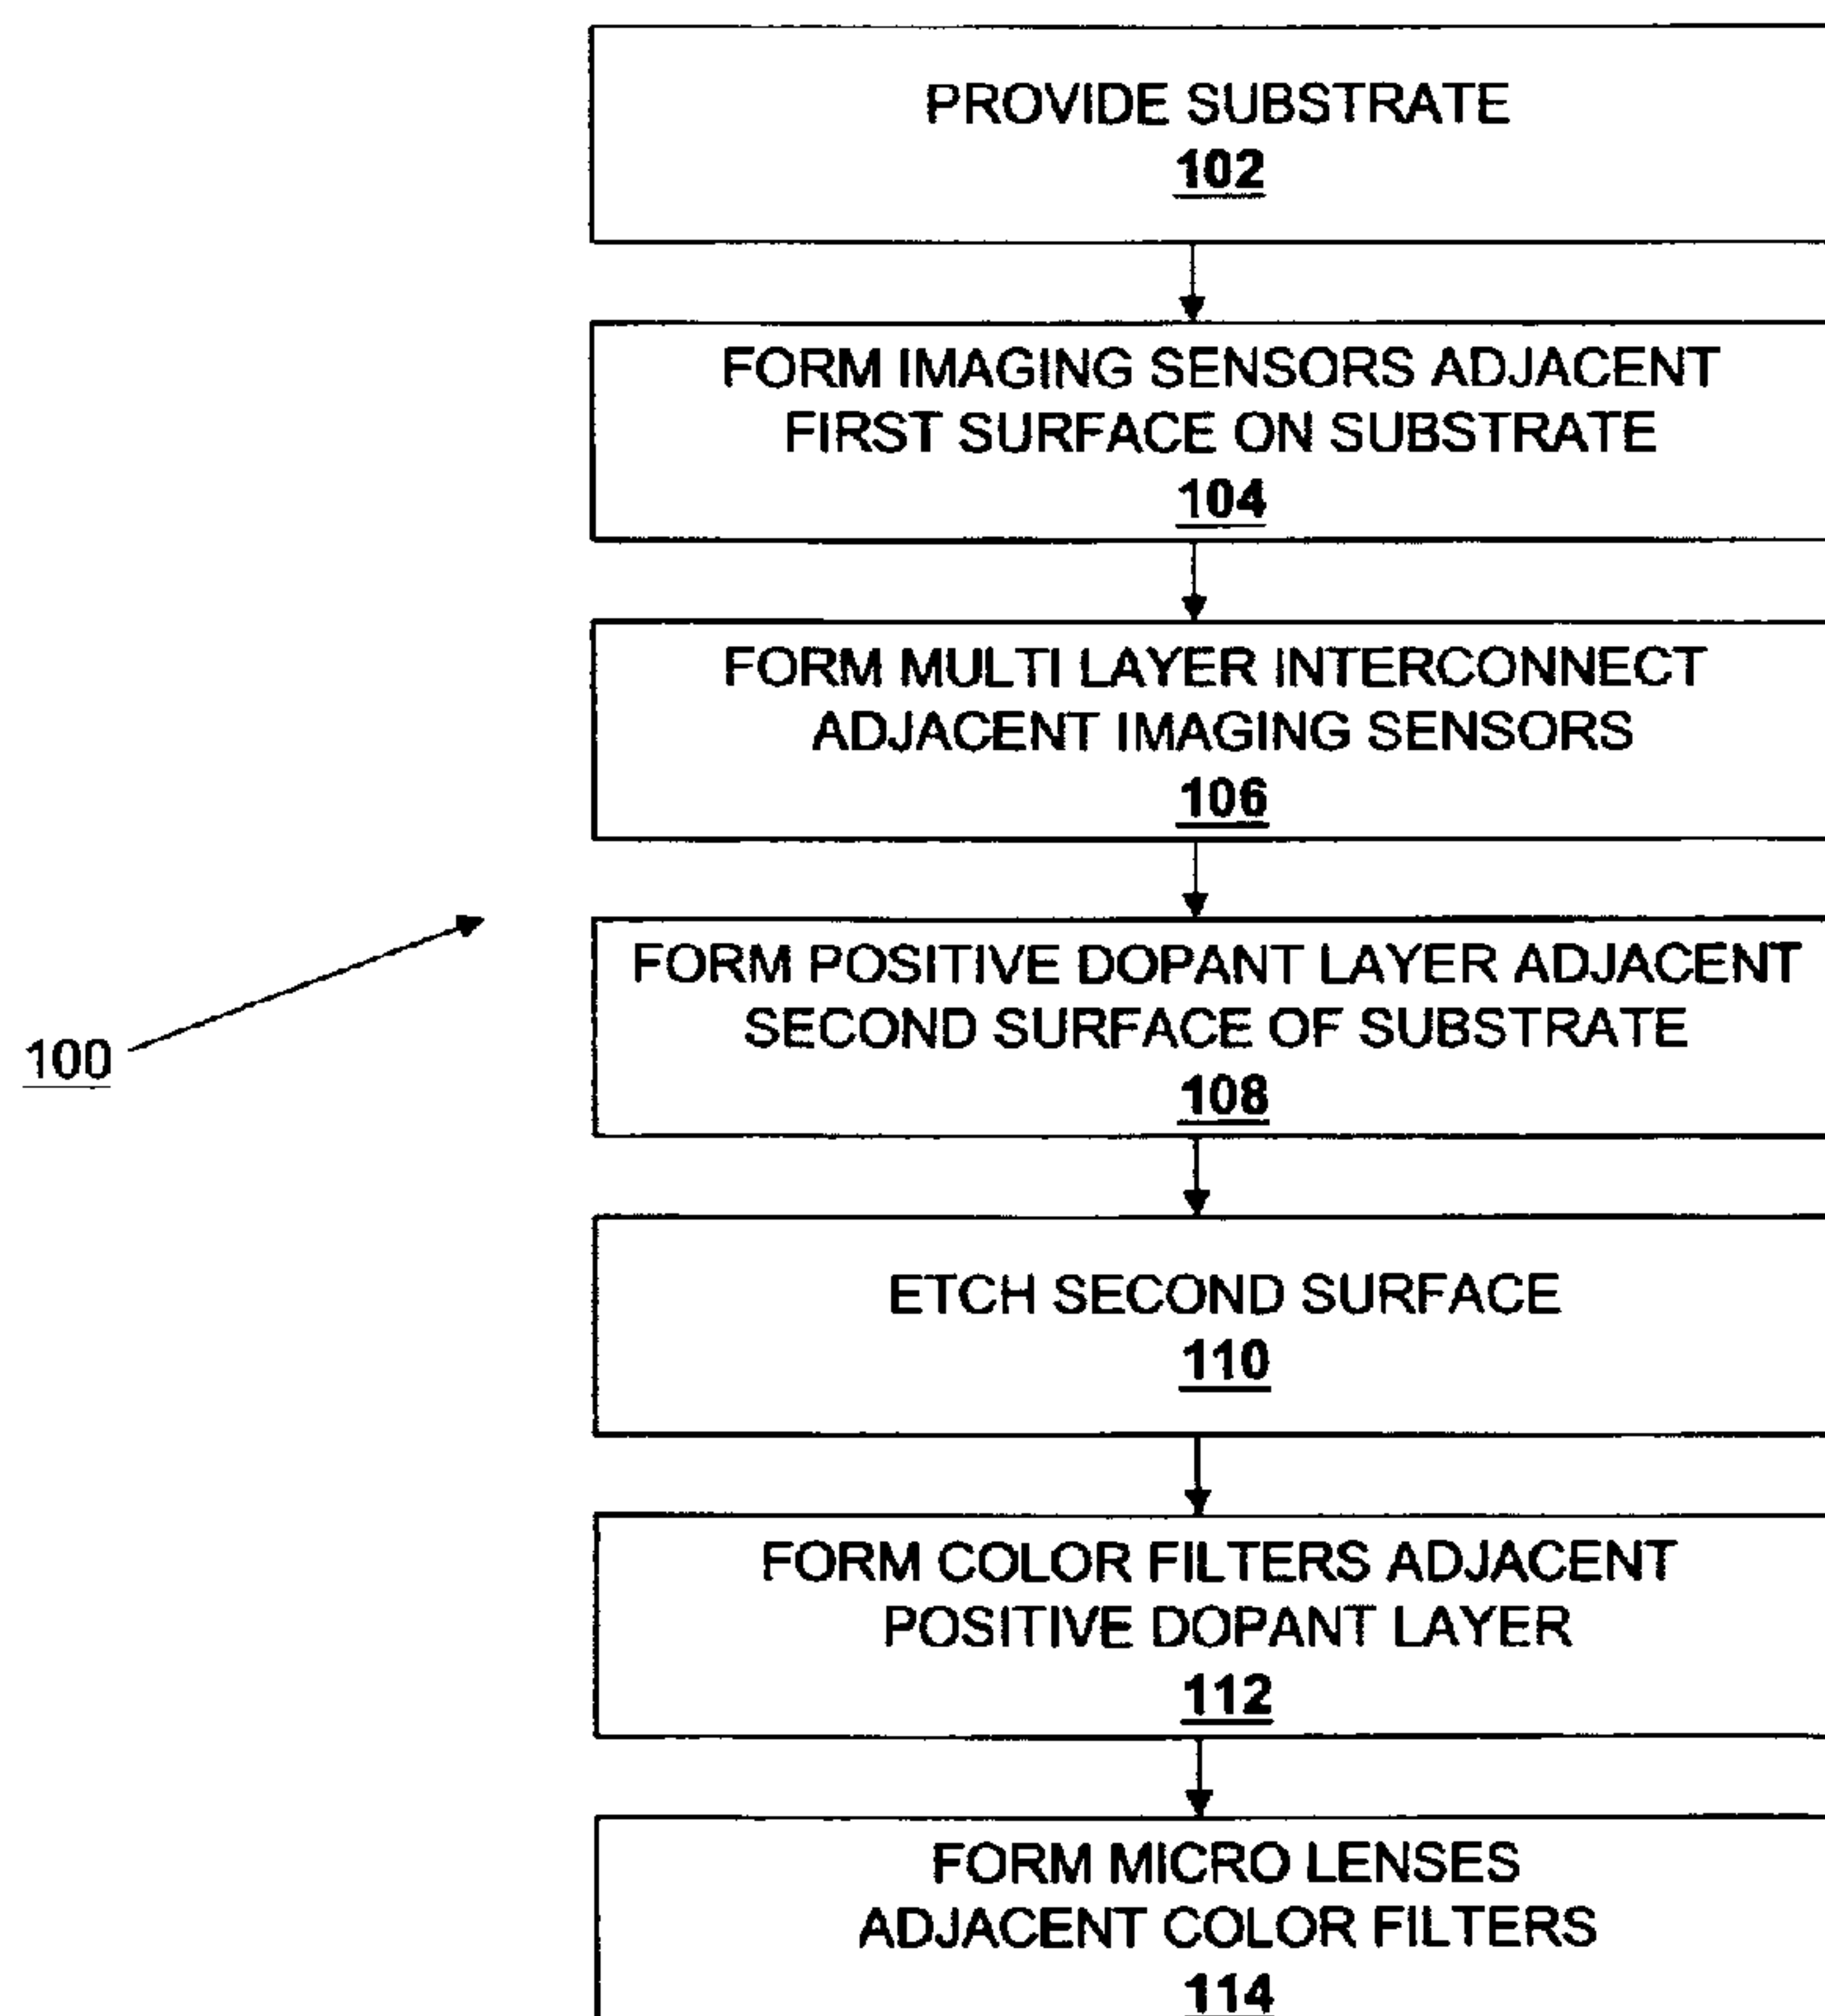 PROVIDE SUBSTRATE
102
FORM IMAGING SENSORS ADJACENT
FIRST SURFACE ON SUBSTRATE
104
FORM MULTI LAYER INTERCONNECT
ADJACENT IMAGING SENSORS
106
100
FORM POSITIVE DOPANT LAYER ADJACENT
SECOND SURFACE OF SUBSTRATE
108
ETCH SECOND SURFACE
110
FORM COLOR FILTERS ADJACENT
POSITIVE DOPANT LAYER
112
FORM MICRO LENSES
ADJACENT COLOR FILTERS
114